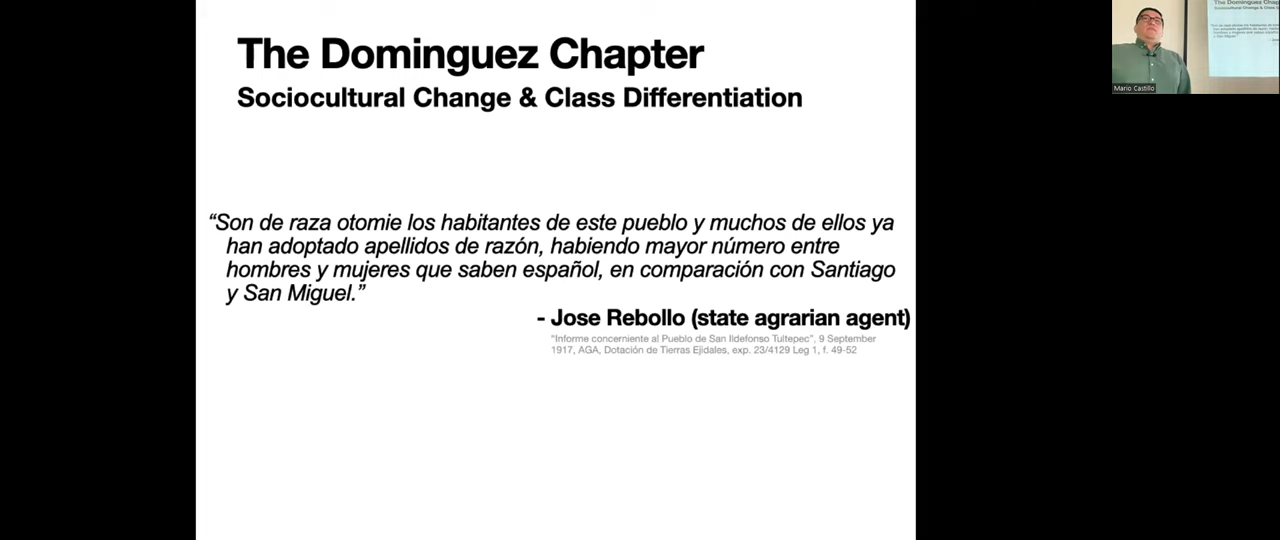 The Dominguez Chapter
Sociocultural Change & Class Differentiation
“Son de raza otomie los habitantes de este pueblo y muchos de ellos ya
han adoptado apellidos de razón, habiendo mayor número entre
hombres y mujeres que saben español, en comparación con Santiago
y San Miguel.”
- Jose Rebollo (state agrarian agent)
"Informe concerniente al Pueblo de San Ildefonso Tultepec", 9 September
1917, AGA, Dotación de Tierras Ejidales, exp. 23/4129 Leg 1, f. 49-52
Mario Castillo